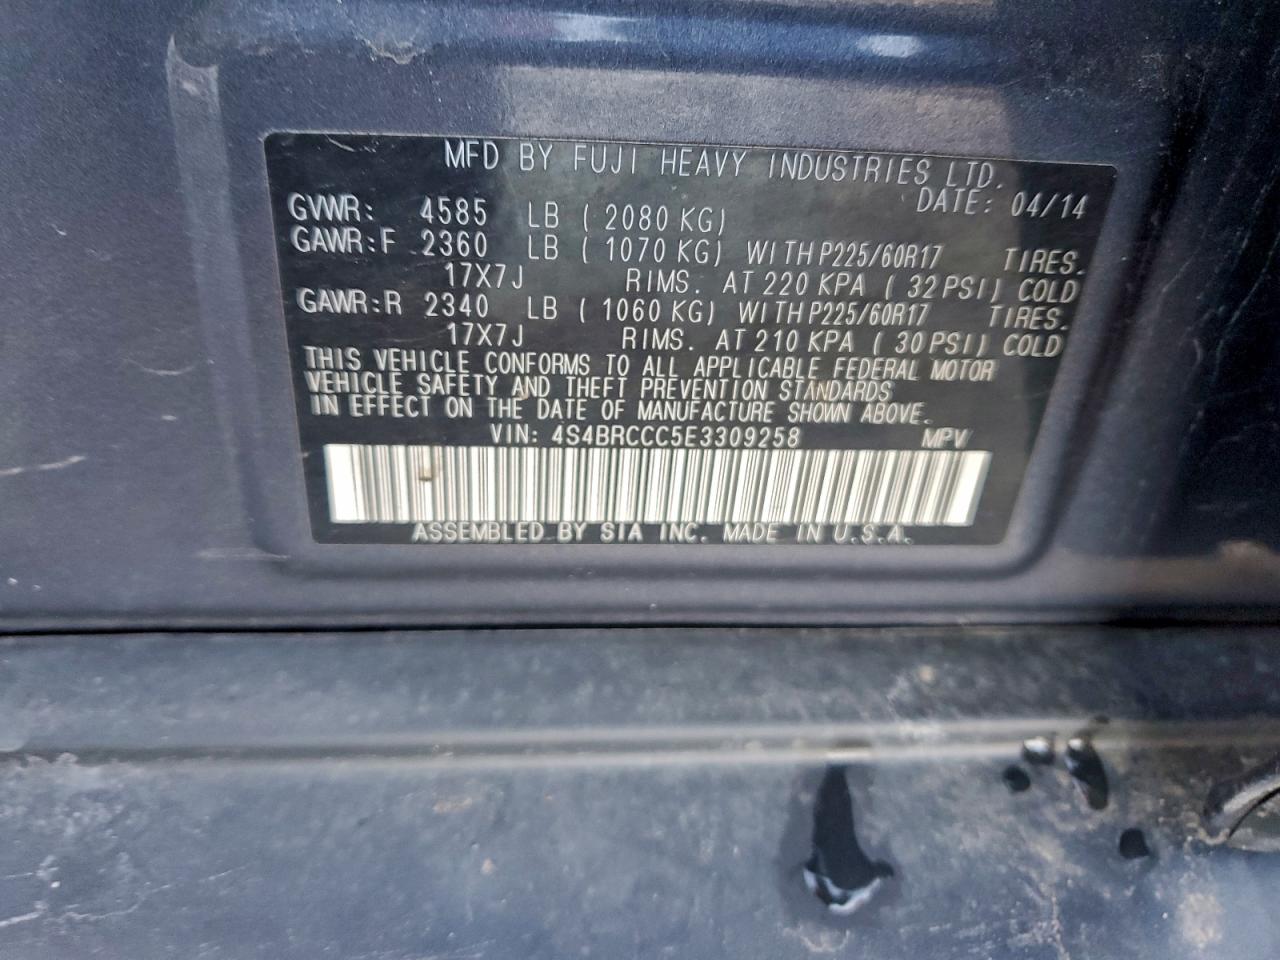 MFD BY FUJI HEAVY INDUSTRIES LTD.
DATE: 04/14
GVWR: 4585 LB ( 2080 KG)
GAWR:F 2360 LB ( 1070 KG) WITH P225/60R17 TIRES.
17X7J RIMS. AT 220 KPA ( 32 PSI) COLD
GAWR:R 2340 LB ( 1060 KG) WITH P225/60R17 TIRES.
17X7J RIMS. AT 210 KPA ( 30 PSI) COLD
THIS VEHICLE CONFORMS TO ALL APPLICABLE FEDERAL MOTOR
VEHICLE SAFETY AND THEFT PREVENTION STANDARDS
IN EFFECT ON THE DATE OF MANUFACTURE SHOWN ABOVE.
VIN: 4S4BRCCC5E3309258 MPV
ASSEMBLED BY SIA INC. MADE IN U.S.A.